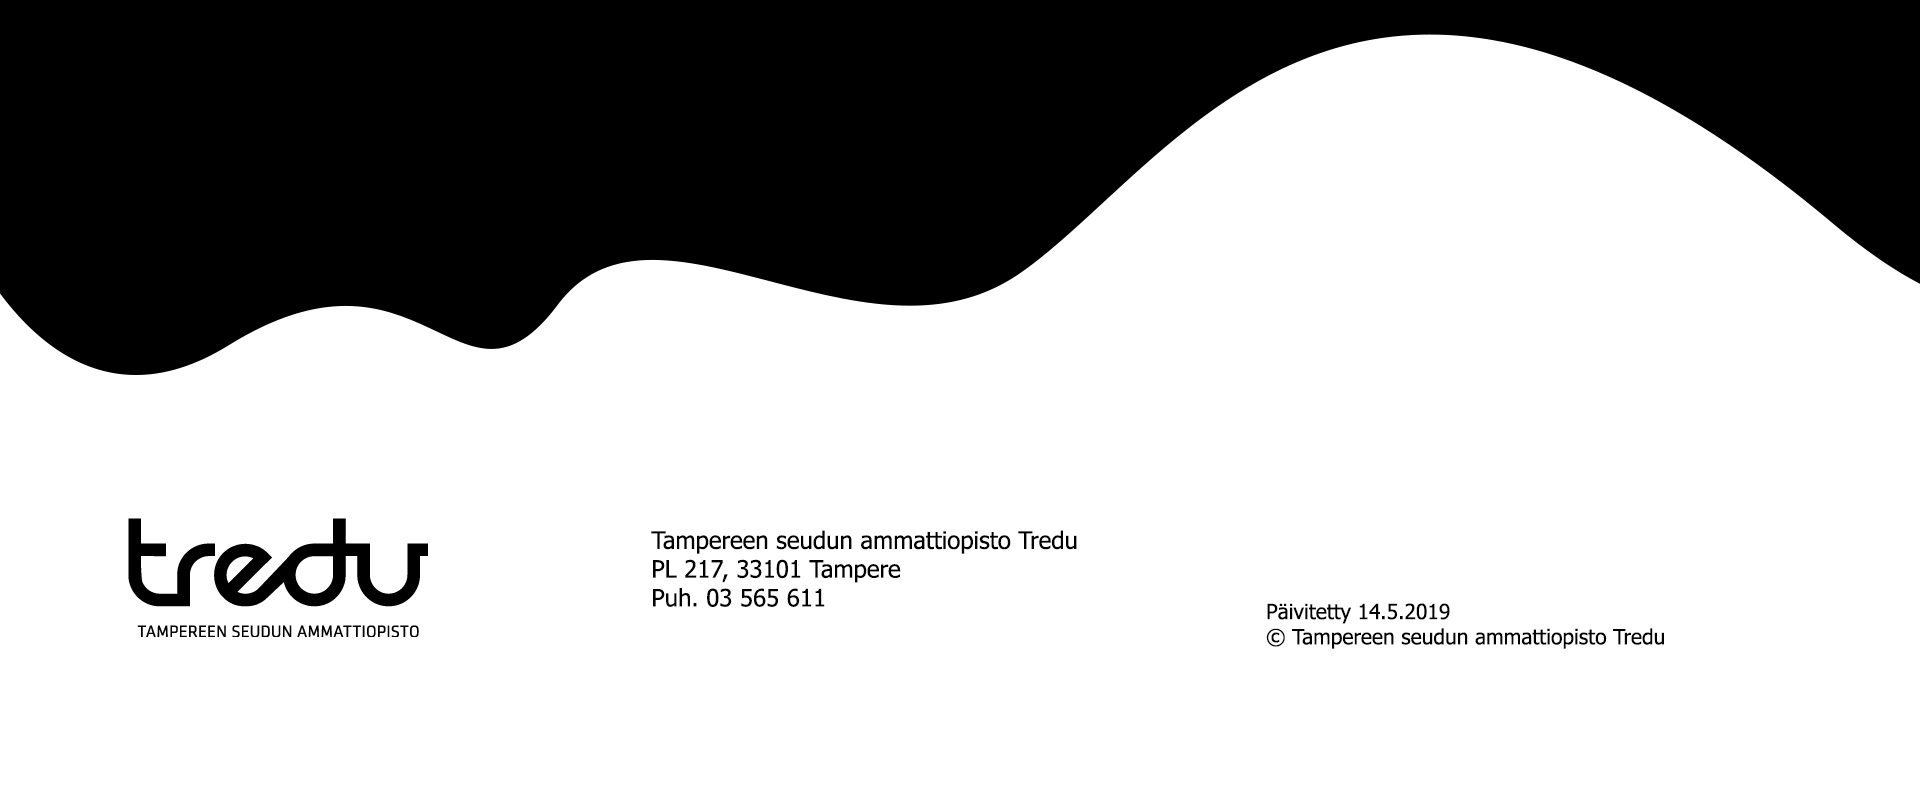 tredu
TAMPEREEN SEUDUN AMMATTIOPISTO
Tampereen seudun ammattiopisto Tredu
PL 217, 33101 Tampere
Puh. 03 565 611
Päivitetty 14.5.2019
© Tampereen seudun ammattiopisto Tredu